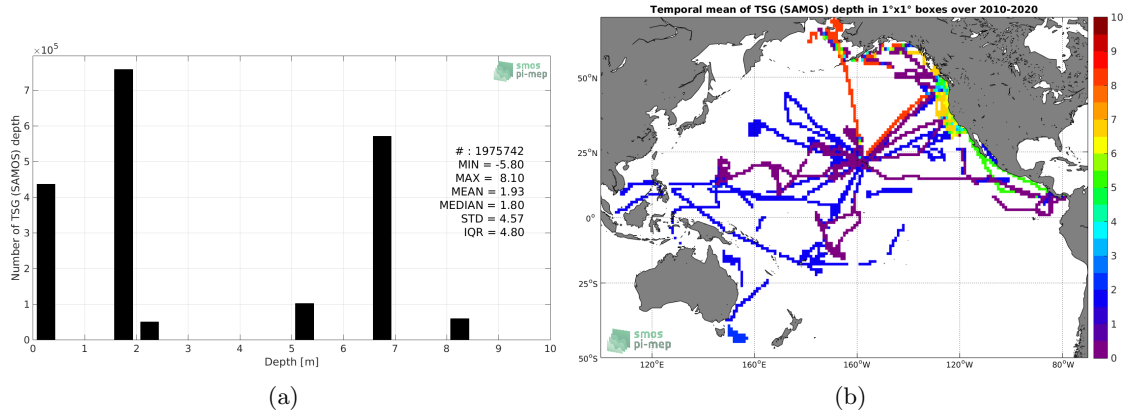 ×10⁵
7
6
5
4
3
2
1
0
Number of TSG (SAMOS) depth
smos
pi-mep
# : 1975742
MIN = -5.80
MAX = 8.10
MEAN = 1.93
MEDIAN = 1.80
STD = 4.57
IQR = 4.80
0 1 2 3 4 5 6 7 8 9 10
Depth [m]
(a)
Temporal mean of TSG (SAMOS) depth in 1°x1° boxes over 2010-2020
50°N
25°N
0°
25°S
50°S
120°E 160°E 160°W 120°W 80°W
smos
pi-mep
10
9
8
7
6
5
4
3
2
1
0
(b)